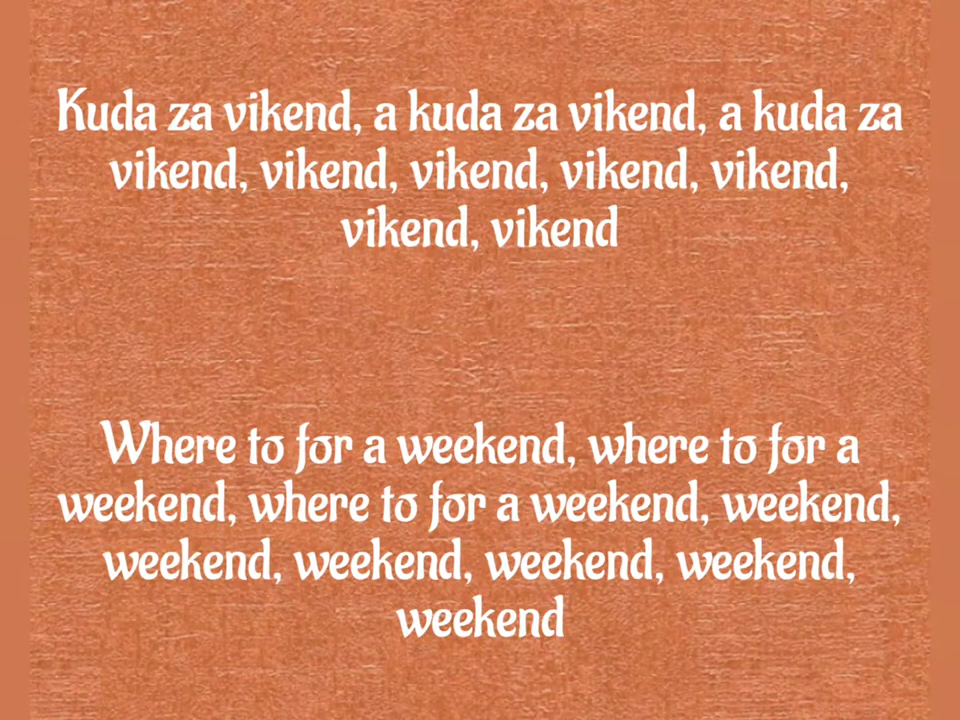 Kuda za vikend, a kuda za vikend, a kuda za
vikend, vikend, vikend, vikend, vikend,
vikend, vikend
Where to for a weekend, where to for a
weekend, where to for a weekend, weekend,
weekend, weekend, weekend, weekend,
weekend